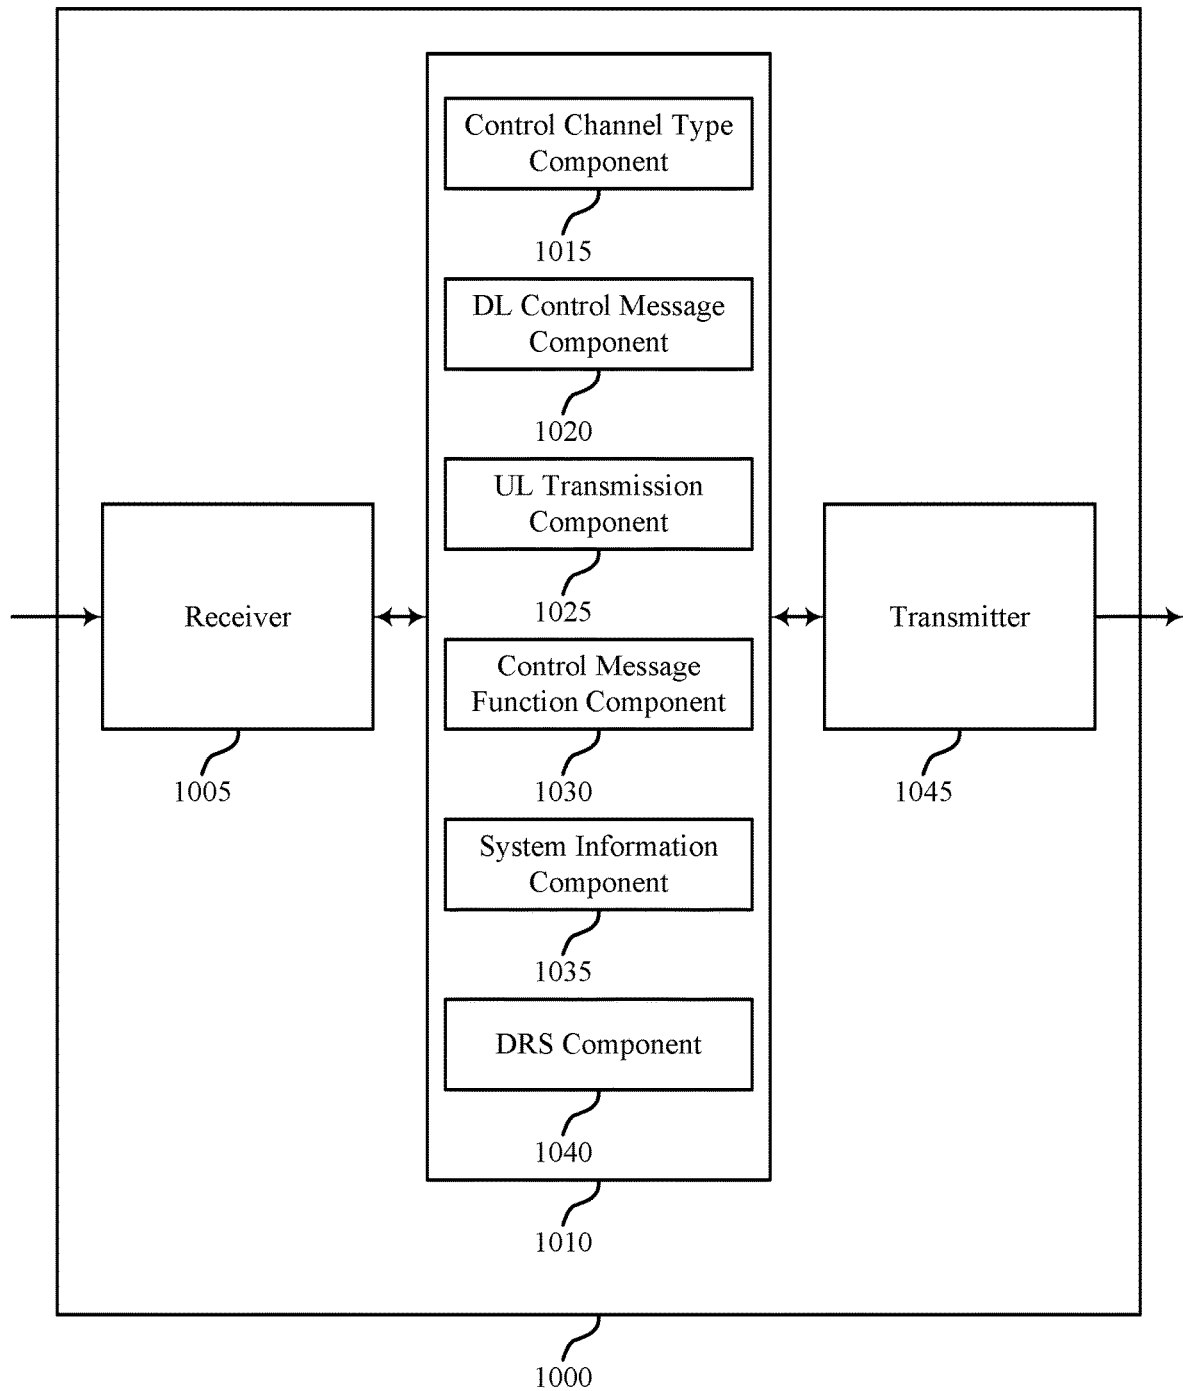 Control Channel Type
Component
1015
DL Control Message
Component
1020
UL Transmission
Component
1025
Receiver
1005
Control Message
Function Component
1030
Transmitter
1045
System Information
Component
1035
DRS Component
1040
1010
1000